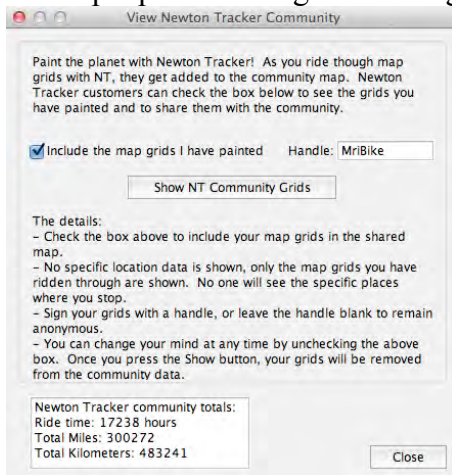 View Newton Tracker Community
Paint the planet with Newton Tracker! As you ride though map
grids with NT, they get added to the community map. Newton
Tracker customers can check the box below to see the grids you
have painted and to share them with the community.
Include the map grids I have painted Handle: MriBike
Show NT Community Grids
The details:
- Check the box above to include your map grids in the shared
map.
- No specific location data is shown, only the map grids you have
ridden through are shown. No one will see the specific places
where you stop.
- Sign your grids with a handle, or leave the handle blank to remain
anonymous.
- You can change your mind at any time by unchecking the above
box. Once you press the Show button, your grids will be removed
from the community data.
Newton Tracker community totals:
Ride time: 17238 hours
Total Miles: 300272
Total Kilometers: 483241
Close